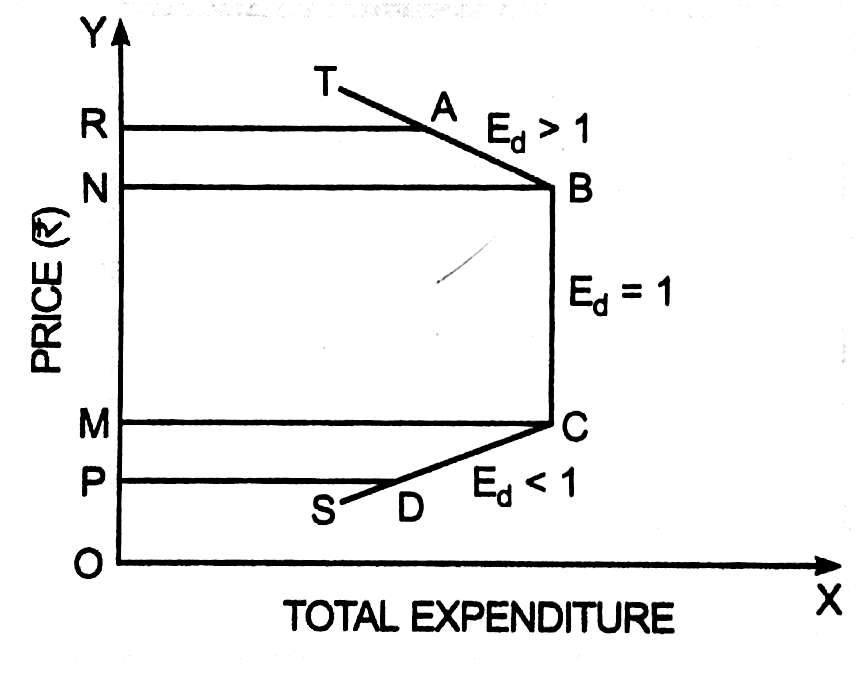 Y
T
A
R
E_d > 1
N
B
PRICE (₹)
E_d = 1
M
C
P
E_d < 1
S
D
O
X
TOTAL EXPENDITURE